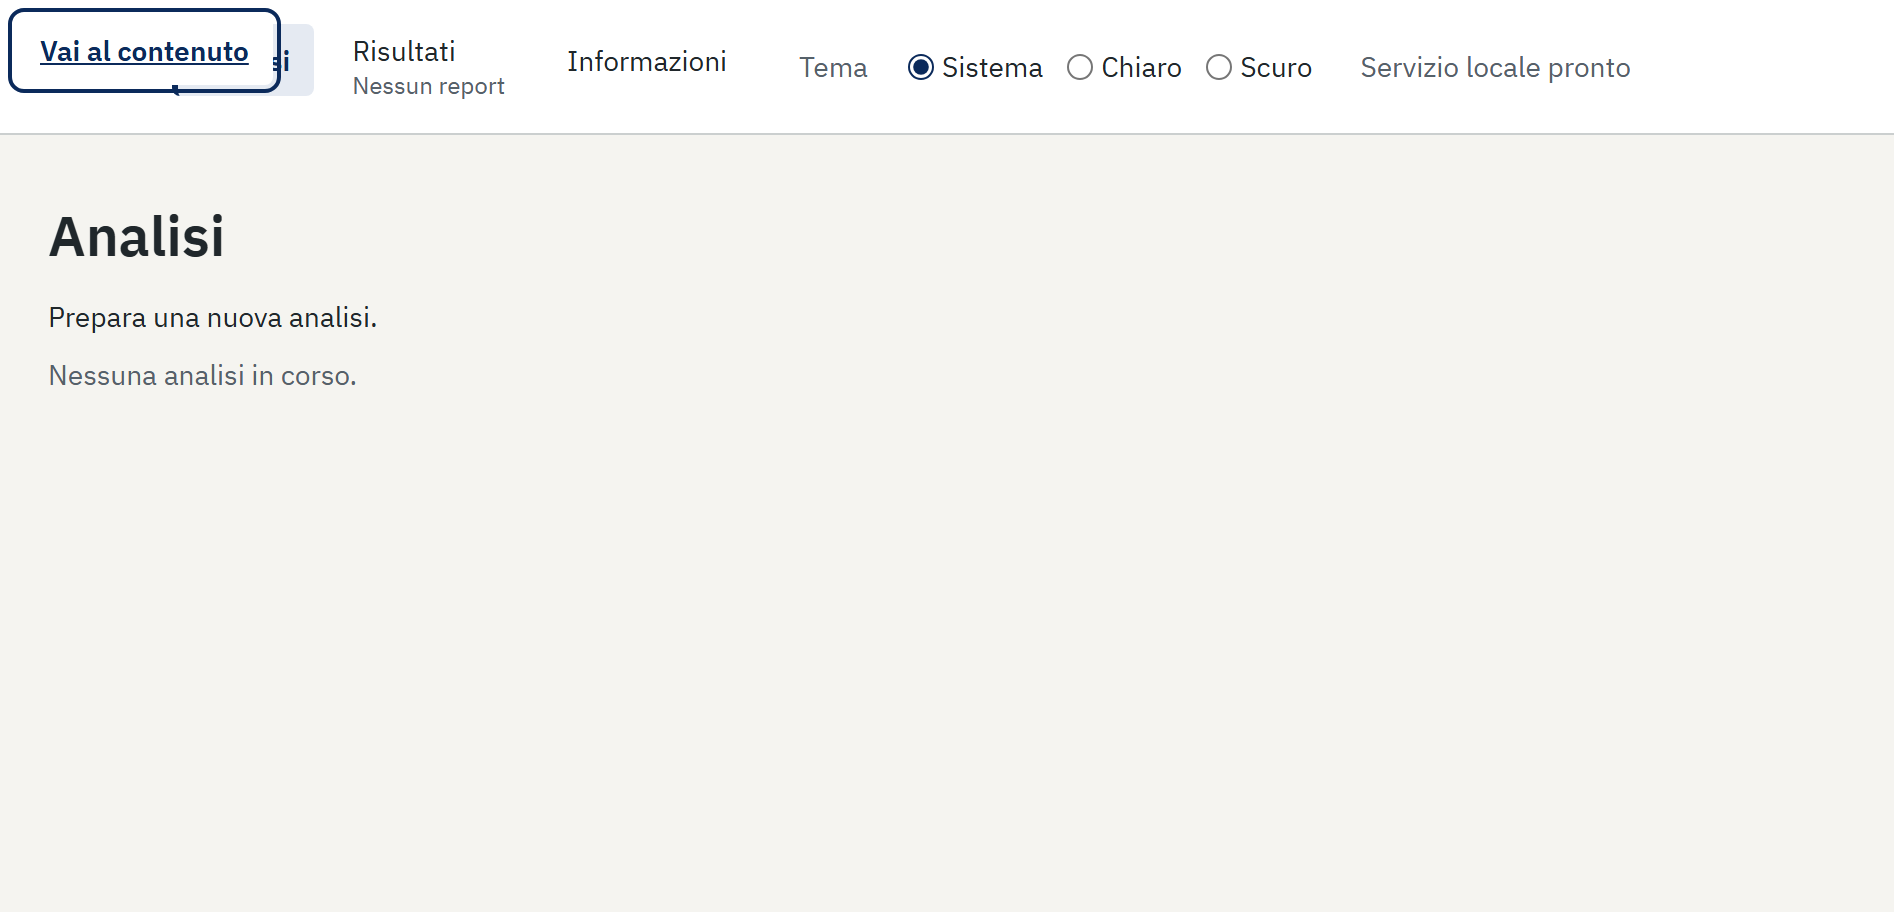 Vai al contenuto
Risultati
Nessun report
Informazioni
Tema
Sistema
Chiaro
Scuro
Servizio locale pronto
Analisi
Prepara una nuova analisi.
Nessuna analisi in corso.